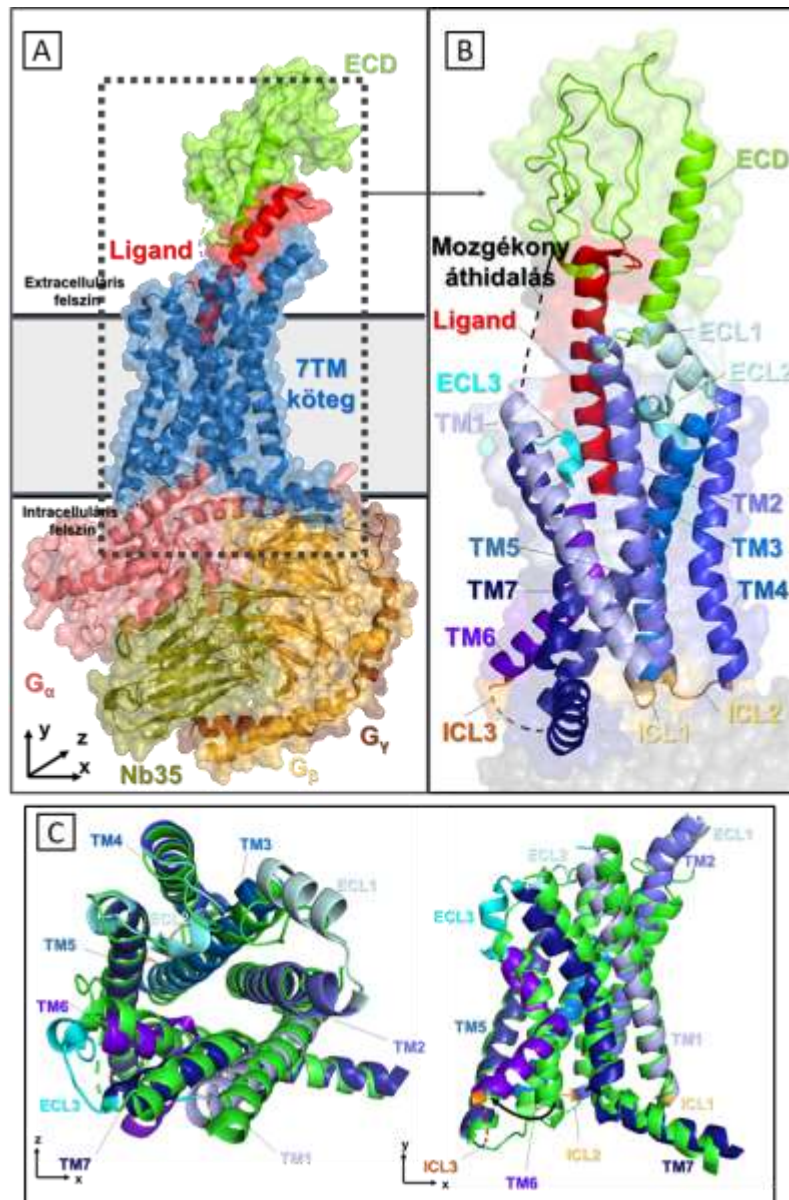 A
ECD
Ligand
Extracelluláris
felszín
7TM
köteg
Intracelluláris
felszín
Gα
Nb35
Gβ
Gγ
y
z
x
B
ECD
Mozgékony
áthidalás
Ligand
ECL1
ECL2
ECL3
TM1
TM2
TM5
TM3
TM7
TM4
TM6
ICL3
ICL1
ICL2
C
TM4
TM3
ECL1
ECL2
TM5
TM6
TM2
ECL3
TM7
TM1
z
x
ECL1
ECL2
TM2
ECL3
TM5
TM1
ICL1
ICL3
ICL2
TM6
TM7
y
x